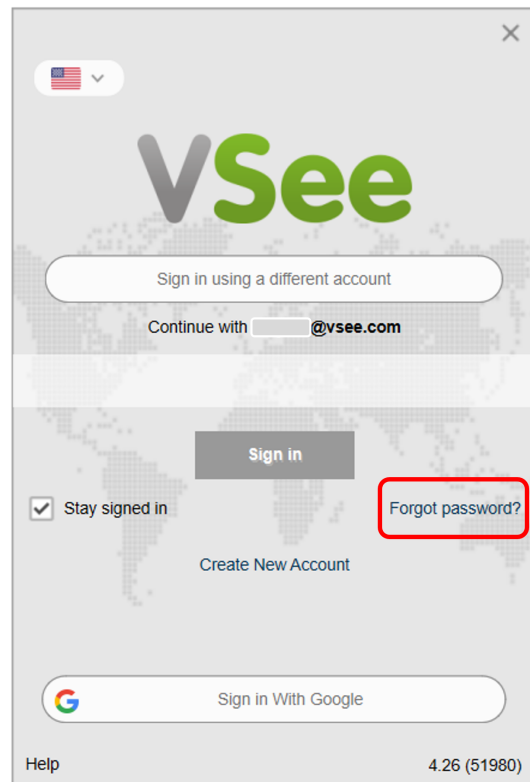 VSee
Sign in using a different account
Continue with @vsee.com
Sign in
Stay signed in
Forgot password?
Create New Account
Sign in With Google
Help
4.26 (51980)